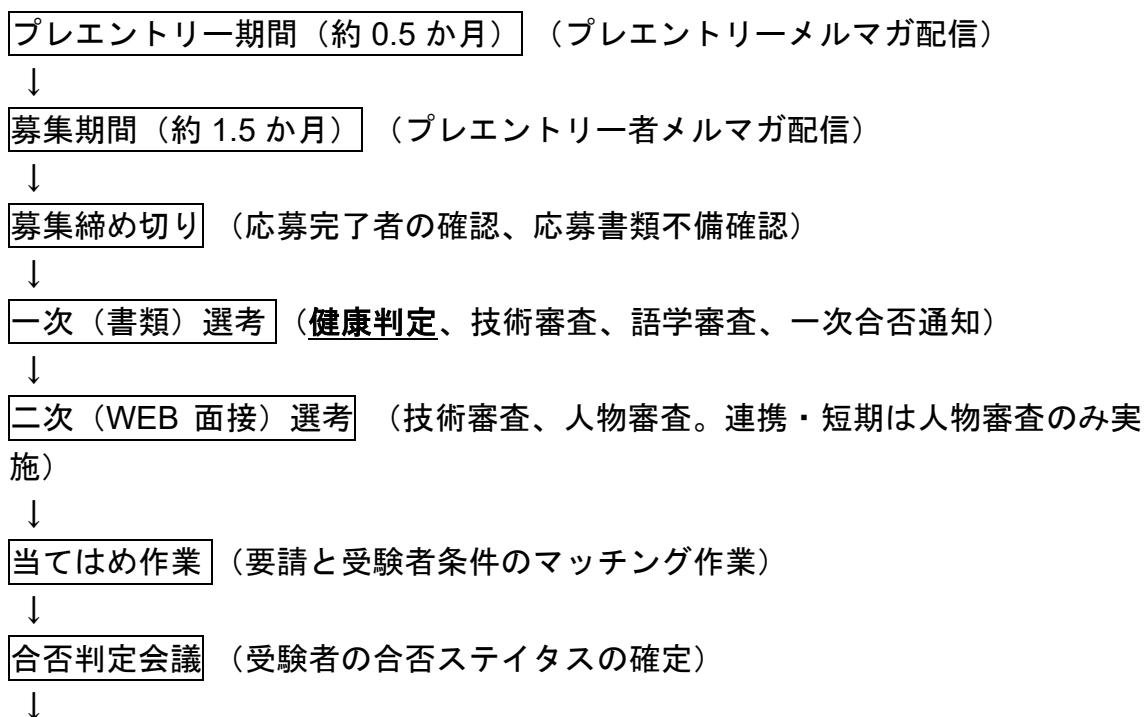 プレエントリー期間（約 0.5 か月） （プレエントリーメルマガ配信）
↓
募集期間（約 1.5 か月） （プレエントリー者メルマガ配信）
↓
募集締め切り （応募完了者の確認、応募書類不備確認）
↓
一次（書類）選考 （健康判定、技術審査、語学審査、一次合否通知）
↓
二次（WEB 面接）選考 （技術審査、人物審査。連携・短期は人物審査のみ実
施）
↓
当てはめ作業 （要請と受験者条件のマッチング作業）
↓
合否判定会議 （受験者の合否ステイタスの確定）
↓